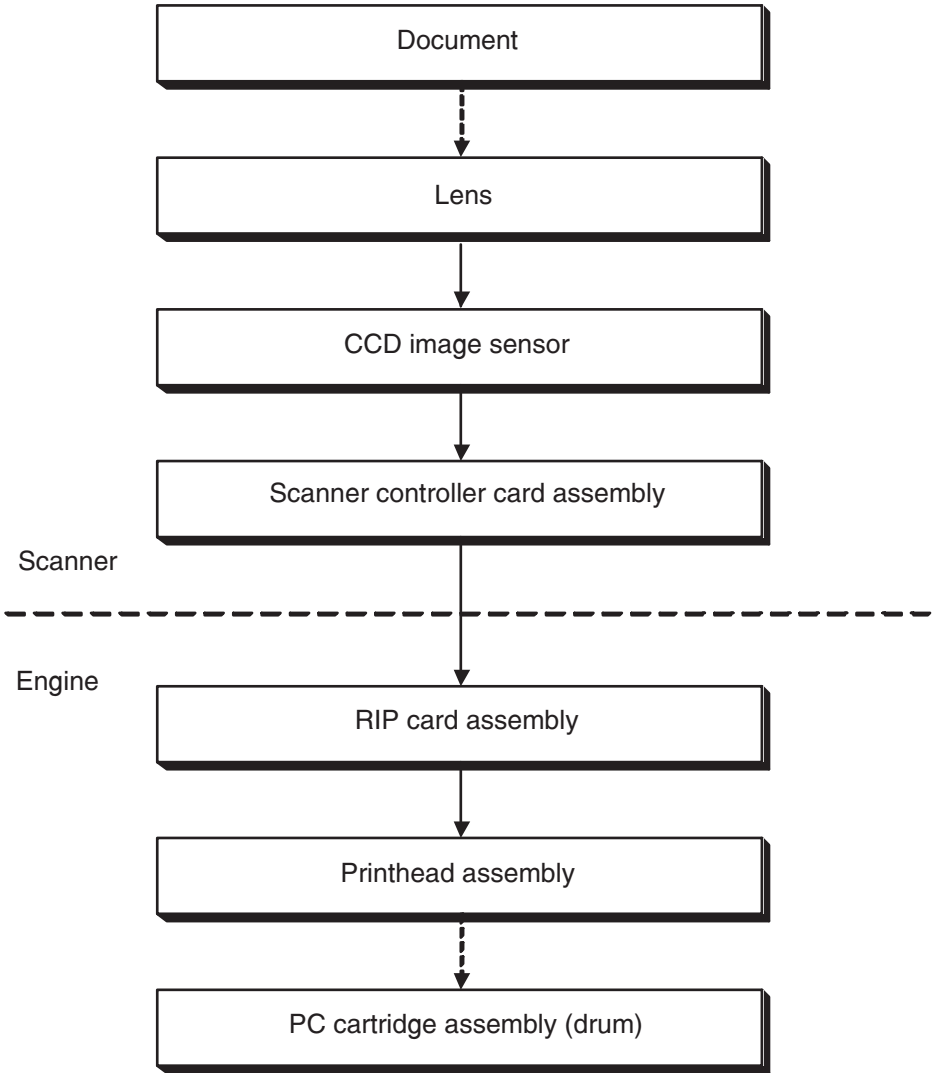 Document
Lens
CCD image sensor
Scanner controller card assembly
Scanner
Engine
RIP card assembly
Printhead assembly
PC cartridge assembly (drum)